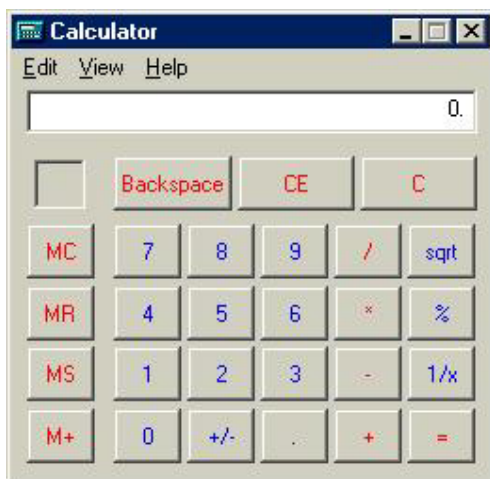 Calculator
Edit View Help
0.
Backspace CE C
MC 7 8 9 / sqrt
MR 4 5 6 * %
MS 1 2 3 - 1/x
M+ 0 +/- . + =